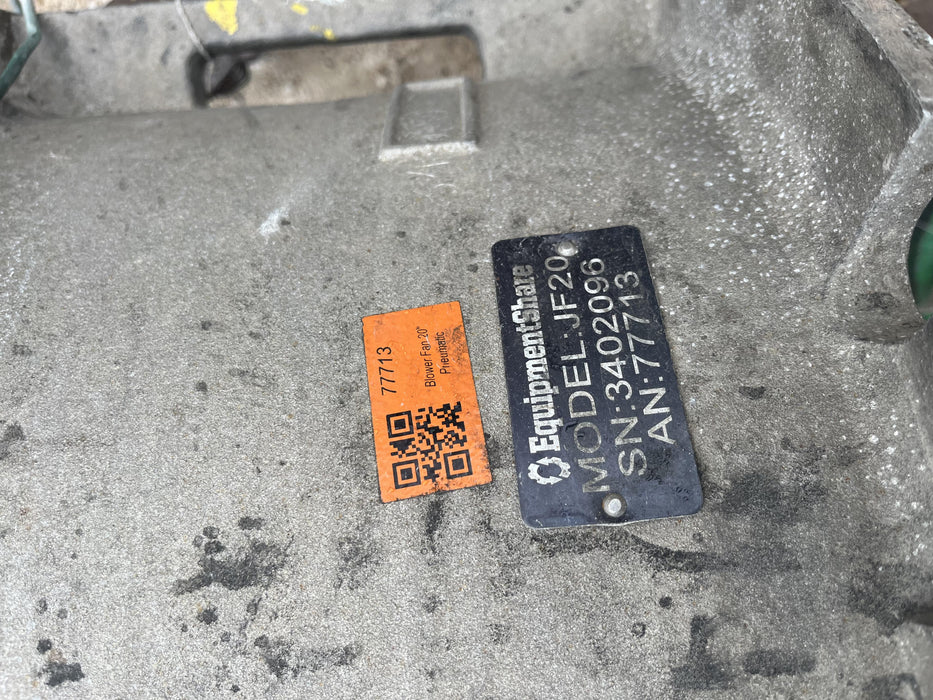 77713
Blower Fan 20"
Pneumatic
EquipmentShare
MODEL:JF20
SN:3402096
AN:77713